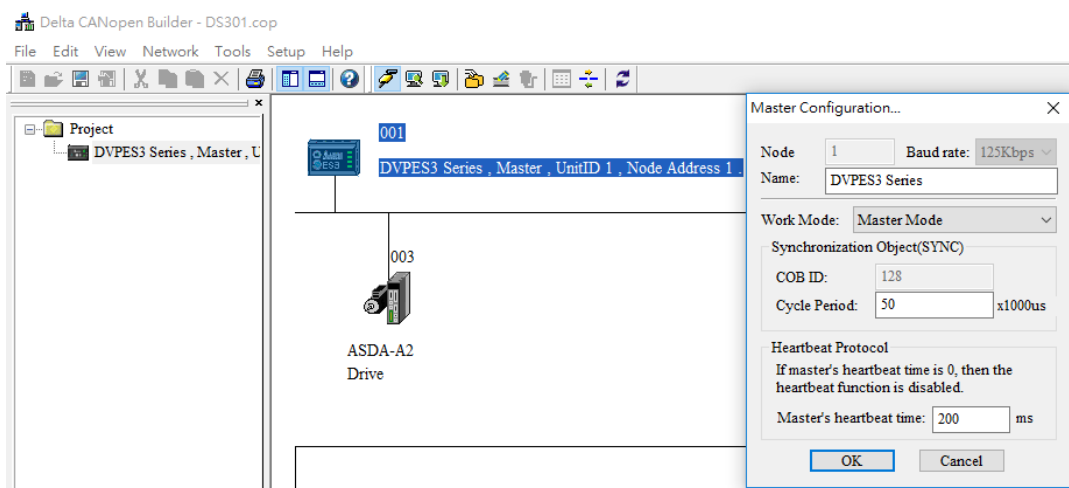 Delta CANopen Builder - DS301.cop
File Edit View Network Tools Setup Help
Project
DVPES3 Series , Master , U
001
DVPES3 Series , Master , UnitID 1 , Node Address 1 .
003
ASDA-A2
Drive
Master Configuration...
Node 1 Baud rate: 125Kbps
Name: DVPES3 Series
Work Mode: Master Mode
Synchronization Object(SYNC)
COB ID: 128
Cycle Period: 50 x1000us
Heartbeat Protocol
If master's heartbeat time is 0, then the
heartbeat function is disabled.
Master's heartbeat time: 200 ms
OK Cancel